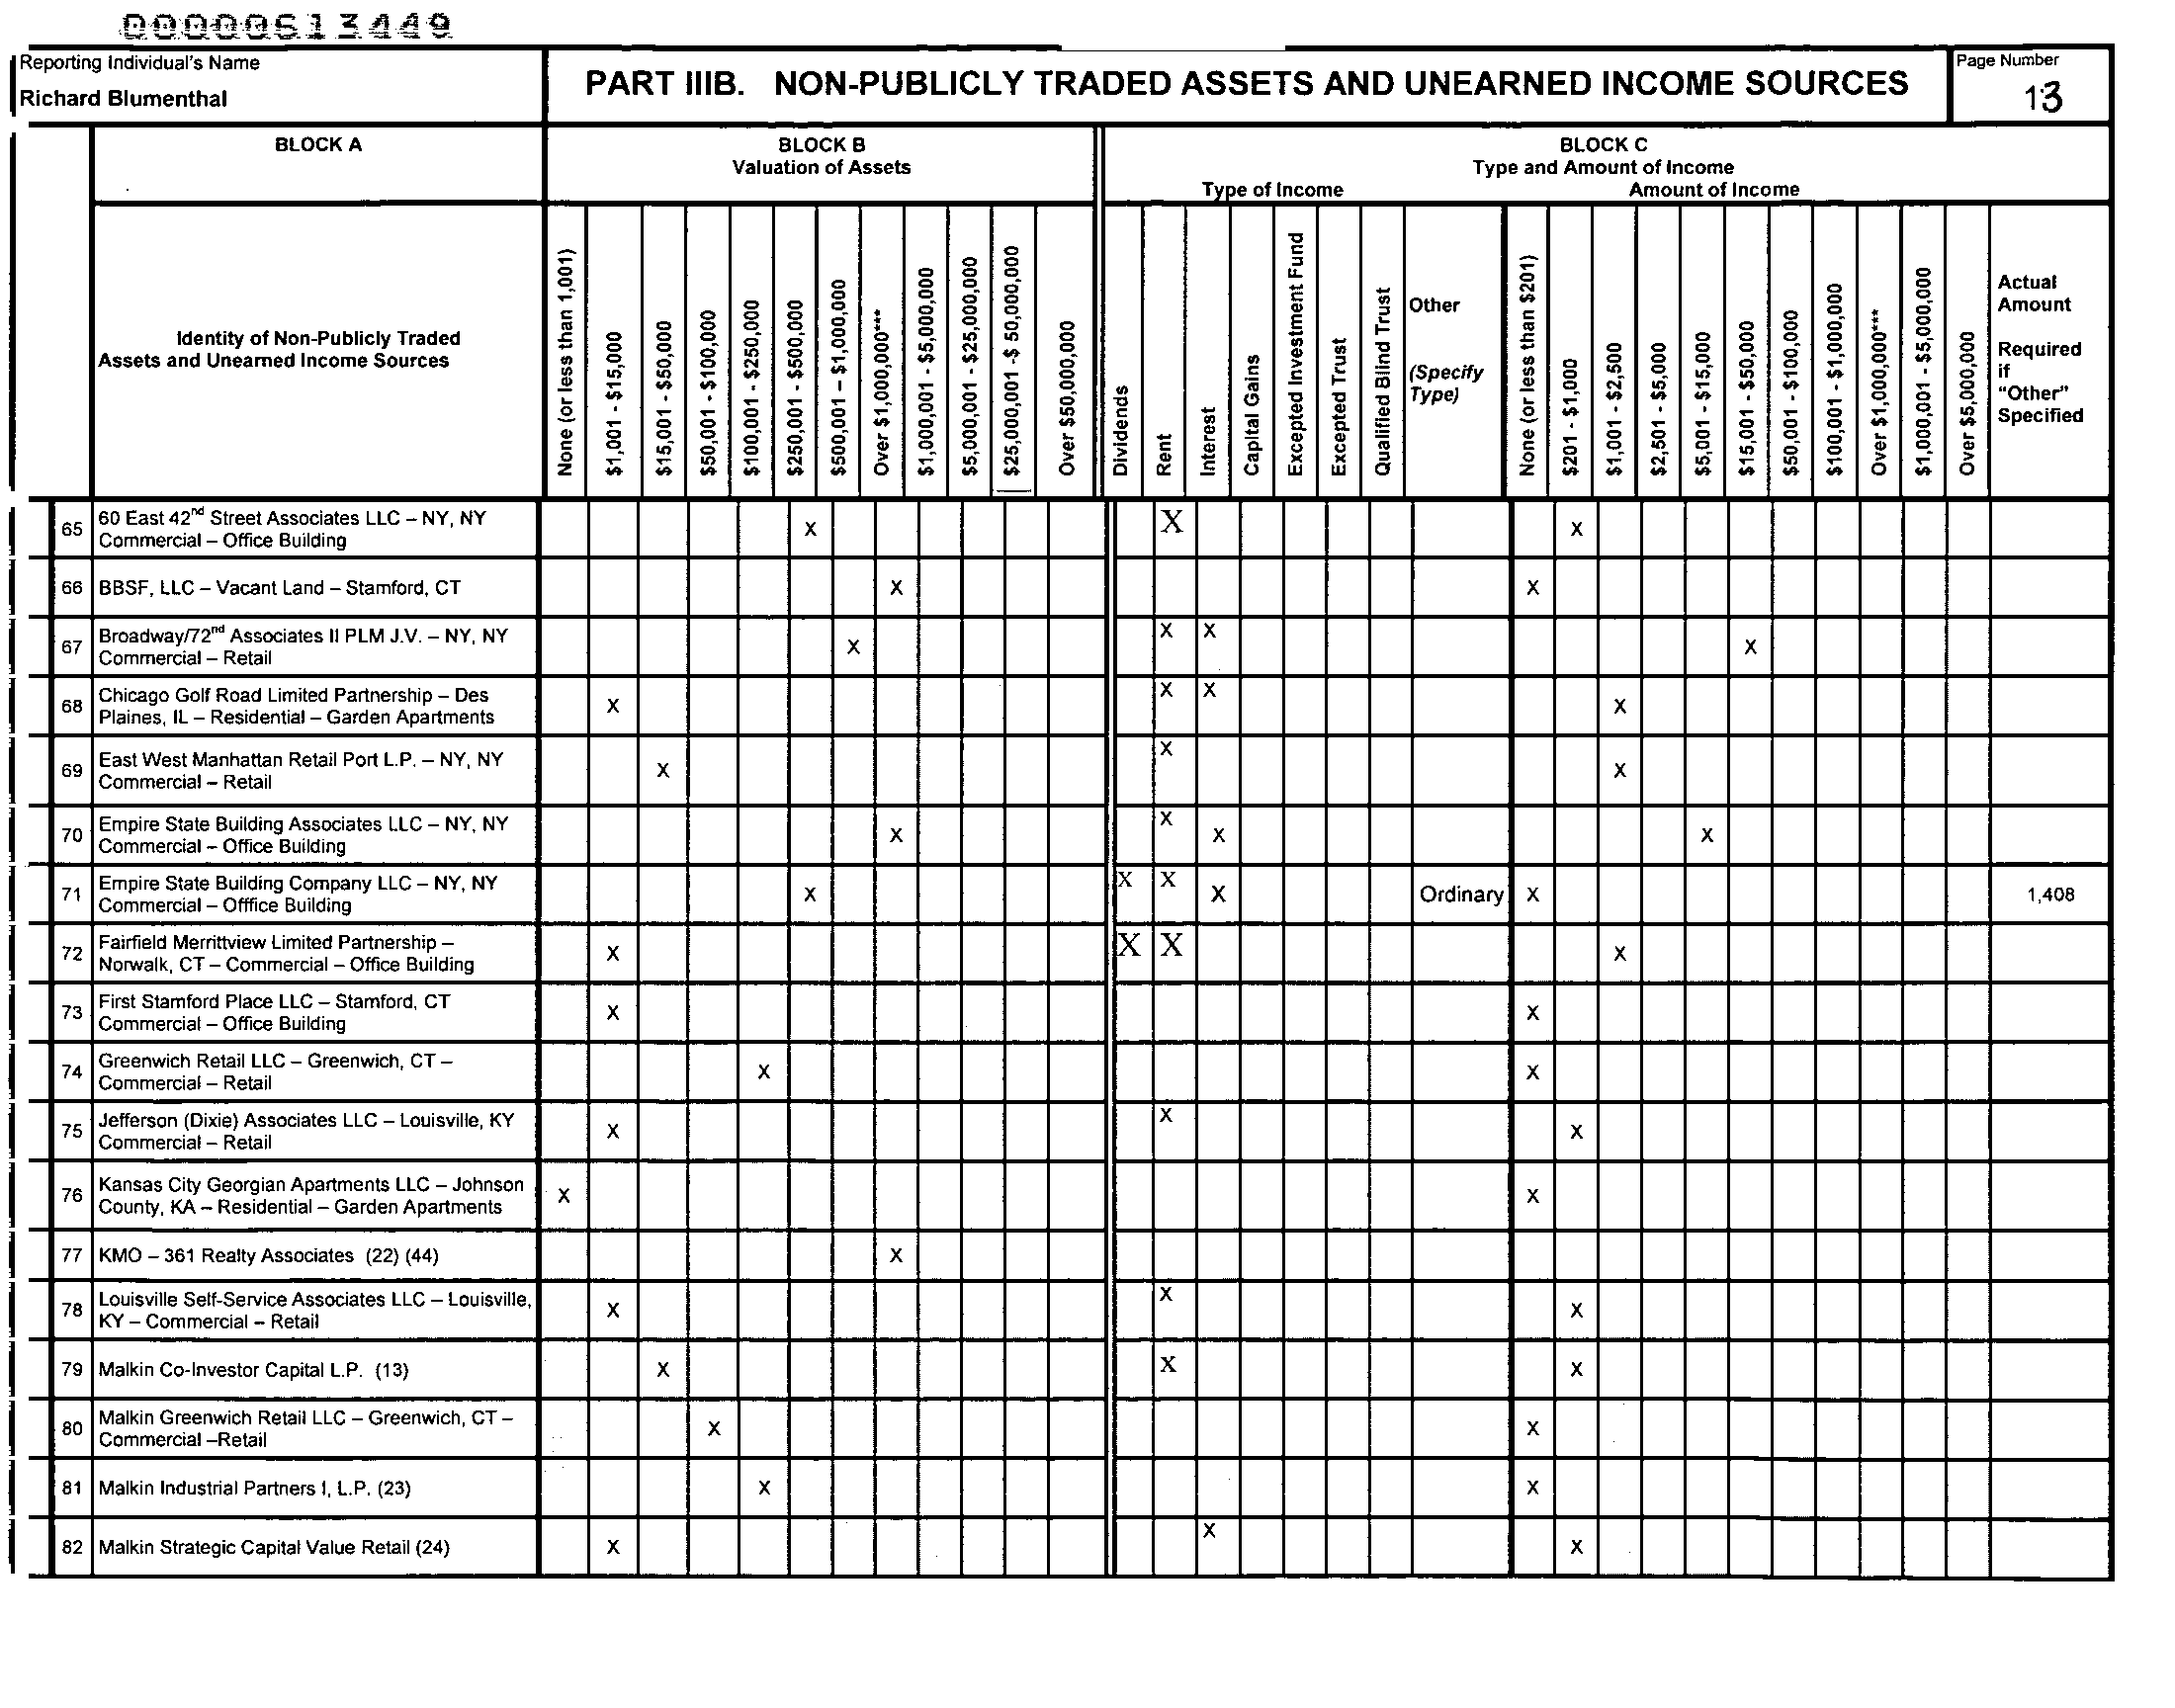 00000613449
Reporting Individual's Name
Richard Blumenthal
PART IIIB. NON-PUBLICLY TRADED ASSETS AND UNEARNED INCOME SOURCES
Page Number
13
BLOCK A
BLOCK B
Valuation of Assets
BLOCK C
Type and Amount of Income
Type of Income
Amount of Income
Identity of Non-Publicly Traded
Assets and Unearned Income Sources
None (or less than 1,001)
$1,001 - $15,000
$15,001 - $50,000
$50,001 - $100,000
$100,001 - $250,000
$250,001 - $500,000
$500,001 – $1,000,000
Over $1,000,000***
$1,000,001 - $5,000,000
$5,000,001 - $25,000,000
$25,000,001 -$ 50,000,000
Over $50,000,000
Dividends
Rent
Interest
Capital Gains
Excepted Investment Fund
Excepted Trust
Qualified Blind Trust
Other
(Specify
Type)
None (or less than $201)
$201 - $1,000
$1,001 - $2,500
$2,501 - $5,000
$5,001 - $15,000
$15,001 - $50,000
$50,001 - $100,000
$100,001 - $1,000,000
Over $1,000,000***
$1,000,001 - $5,000,000
Over $5,000,000
Actual
Amount
Required
if
"Other"
Specified
65 60 East 42nd Street Associates LLC – NY, NY
Commercial – Office Building X X X
66 BBSF, LLC – Vacant Land – Stamford, CT X X
67 Broadway/72nd Associates II PLM J.V. – NY, NY
Commercial – Retail X X X X
68 Chicago Golf Road Limited Partnership – Des
Plaines, IL – Residential – Garden Apartments X X X X
69 East West Manhattan Retail Port L.P. – NY, NY
Commercial – Retail X X X
70 Empire State Building Associates LLC – NY, NY
Commercial – Office Building X X X X
71 Empire State Building Company LLC – NY, NY
Commercial – Offfice Building X X X X Ordinary X 1,408
72 Fairfield Merrittview Limited Partnership –
Norwalk, CT – Commercial – Office Building X X X X
73 First Stamford Place LLC – Stamford, CT
Commercial – Office Building X X
74 Greenwich Retail LLC – Greenwich, CT –
Commercial – Retail X X
75 Jefferson (Dixie) Associates LLC – Louisville, KY
Commercial – Retail X X X
76 Kansas City Georgian Apartments LLC – Johnson
County, KA – Residential – Garden Apartments X X
77 KMO – 361 Realty Associates (22) (44) X
78 Louisville Self-Service Associates LLC – Louisville,
KY – Commercial – Retail X X X
79 Malkin Co-Investor Capital L.P. (13) X X X
80 Malkin Greenwich Retail LLC – Greenwich, CT –
Commercial –Retail X X
81 Malkin Industrial Partners I, L.P. (23) X X
82 Malkin Strategic Capital Value Retail (24) X X X